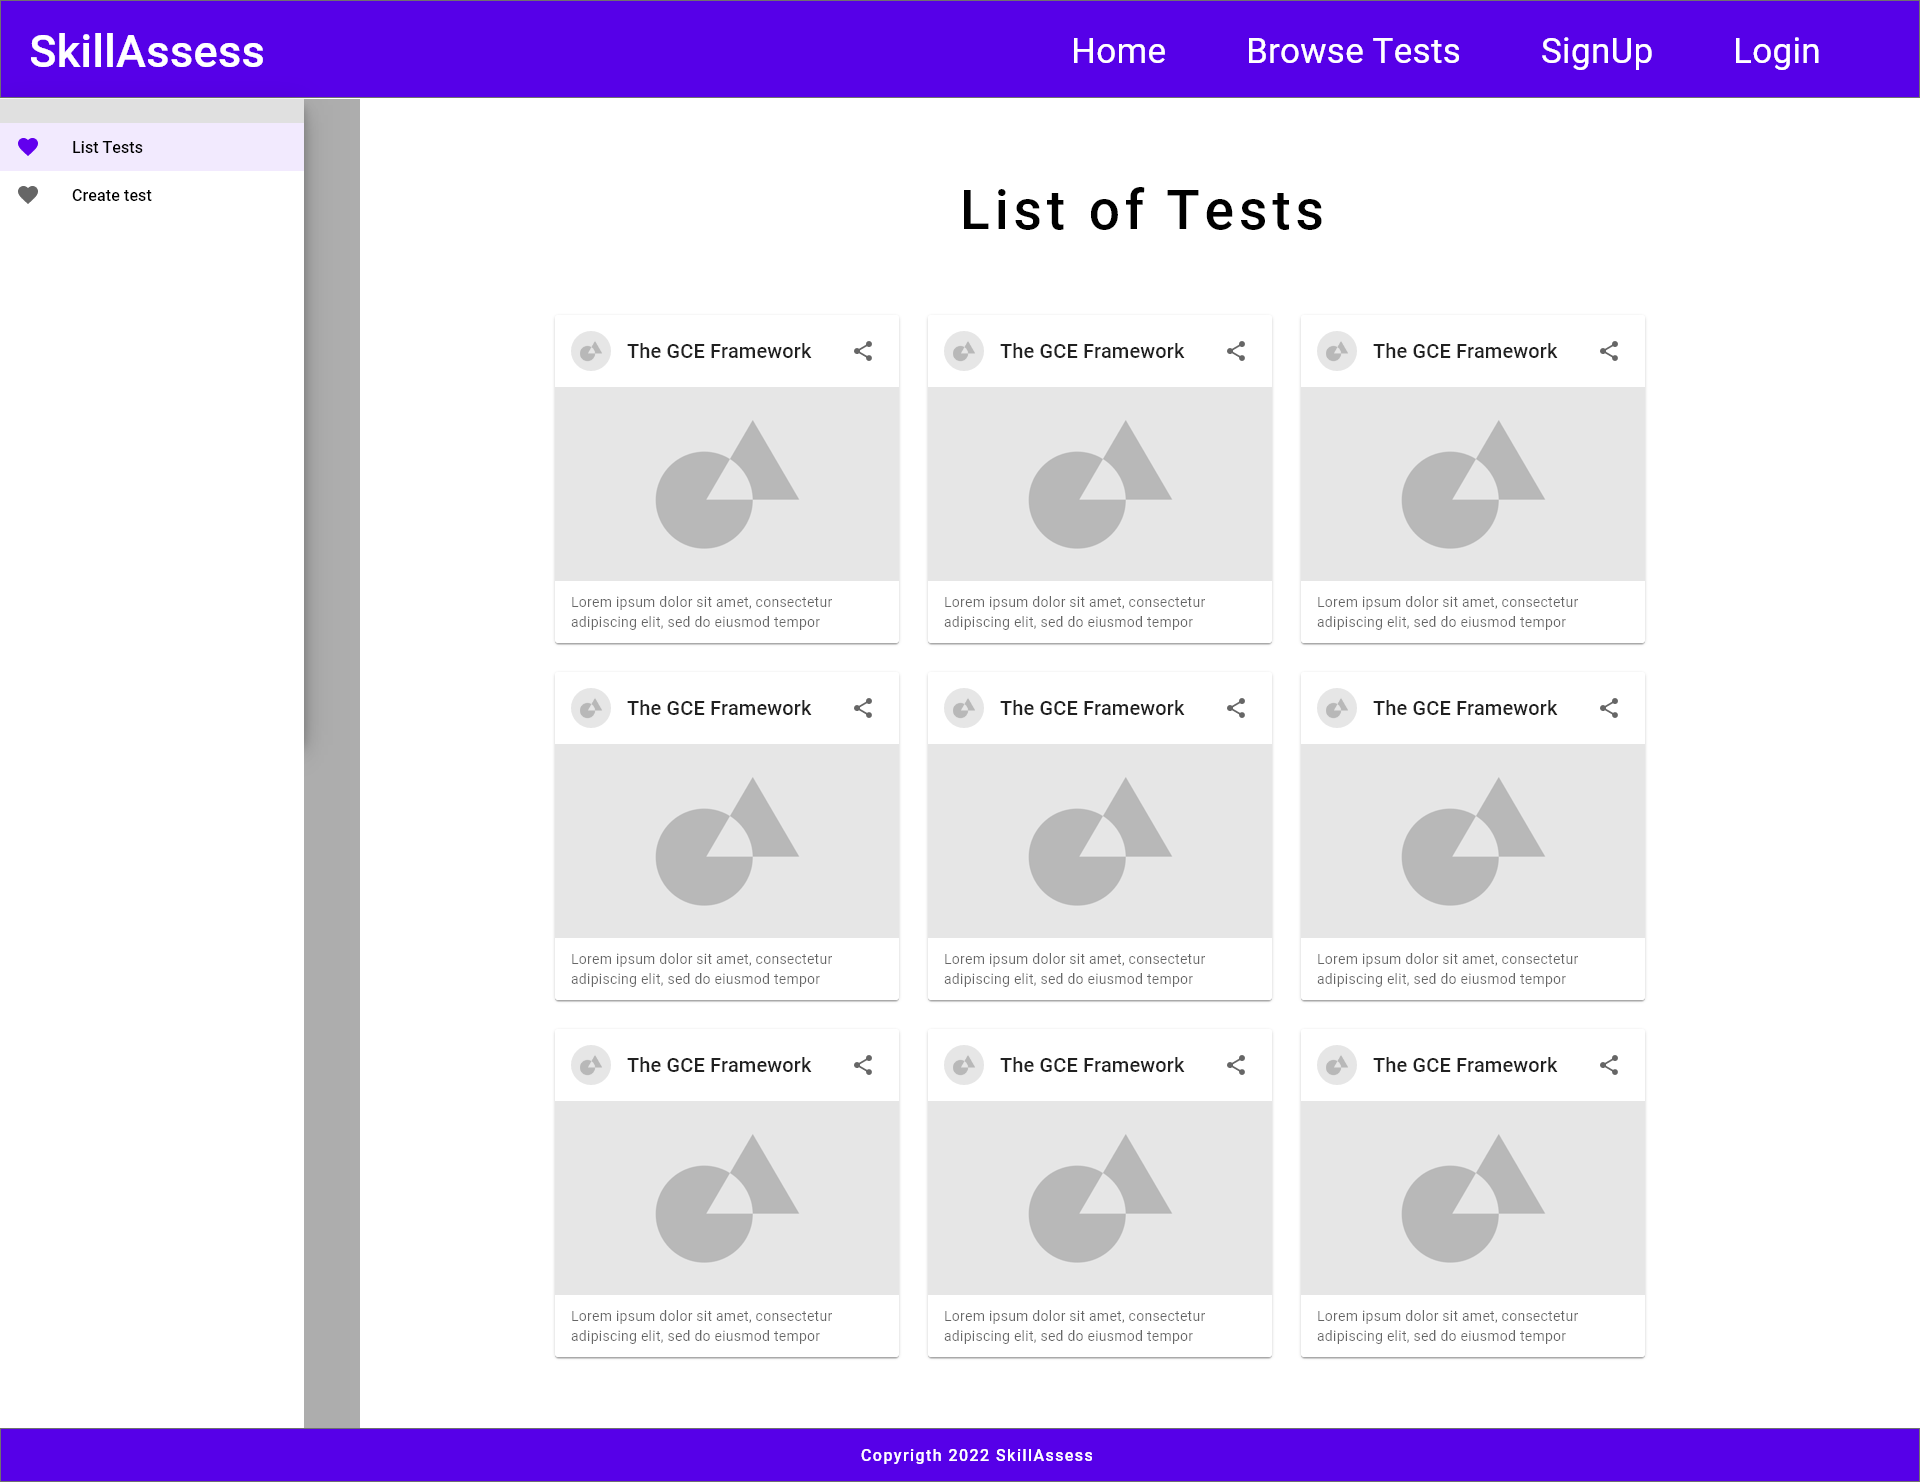 SkillAssess
Home
Browse Tests
SignUp
Login
List Tests
Create test
List of Tests
The GCE Framework
The GCE Framework
The GCE Framework
Lorem ipsum dolor sit amet, consectetur
adipiscing elit, sed do eiusmod tempor
Lorem ipsum dolor sit amet, consectetur
adipiscing elit, sed do eiusmod tempor
Lorem ipsum dolor sit amet, consectetur
adipiscing elit, sed do eiusmod tempor
The GCE Framework
The GCE Framework
The GCE Framework
Lorem ipsum dolor sit amet, consectetur
adipiscing elit, sed do eiusmod tempor
Lorem ipsum dolor sit amet, consectetur
adipiscing elit, sed do eiusmod tempor
Lorem ipsum dolor sit amet, consectetur
adipiscing elit, sed do eiusmod tempor
The GCE Framework
The GCE Framework
The GCE Framework
Lorem ipsum dolor sit amet, consectetur
adipiscing elit, sed do eiusmod tempor
Lorem ipsum dolor sit amet, consectetur
adipiscing elit, sed do eiusmod tempor
Lorem ipsum dolor sit amet, consectetur
adipiscing elit, sed do eiusmod tempor
Copyrigth 2022 SkillAssess